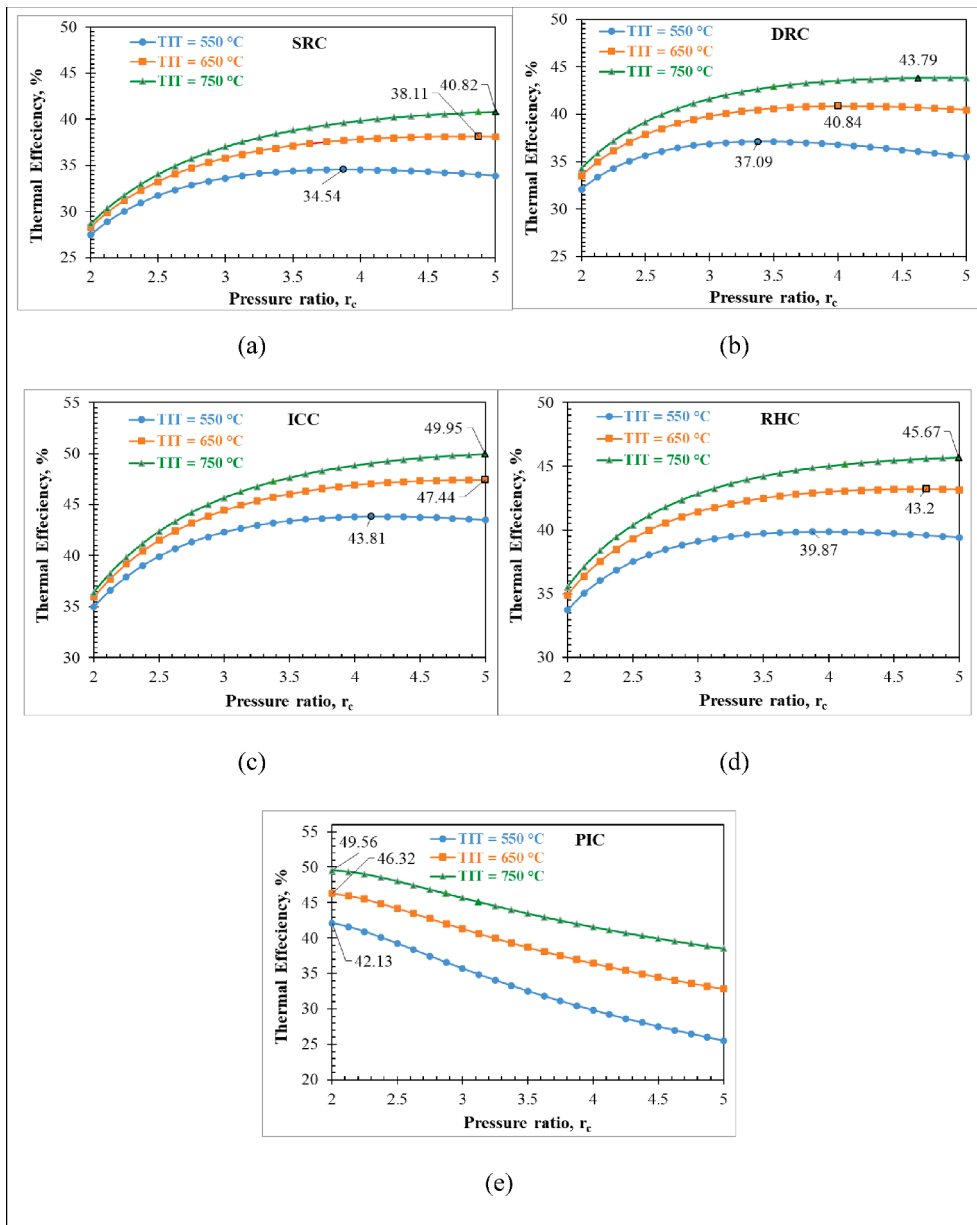 50
45
40
35
30
25
Thermal Effeciency, %
TIT = 550 °C
TIT = 650 °C
TIT = 750 °C
SRC
40.82
38.11
34.54
2 2.5 3 3.5 4 4.5 5
Pressure ratio, rc
(a)
50
45
40
35
30
25
Thermal Effeciency, %
TIT = 550 °C
TIT = 650 °C
TIT = 750 °C
DRC
43.79
40.84
37.09
2 2.5 3 3.5 4 4.5 5
Pressure ratio, rc
(b)
55
50
45
40
35
30
Thermal Effeciency, %
TIT = 550 °C
TIT = 650 °C
TIT = 750 °C
ICC
49.95
47.44
43.81
2 2.5 3 3.5 4 4.5 5
Pressure ratio, rc
(c)
50
45
40
35
30
Thermal Effeciency, %
TIT = 550 °C
TIT = 650 °C
TIT = 750 °C
RHC
45.67
43.2
39.87
2 2.5 3 3.5 4 4.5 5
Pressure ratio, rc
(d)
55
50
45
40
35
30
25
20
Thermal Effeciency, %
TIT = 550 °C
TIT = 650 °C
TIT = 750 °C
PIC
49.56
46.32
42.13
2 2.5 3 3.5 4 4.5 5
Pressure ratio, rc
(e)